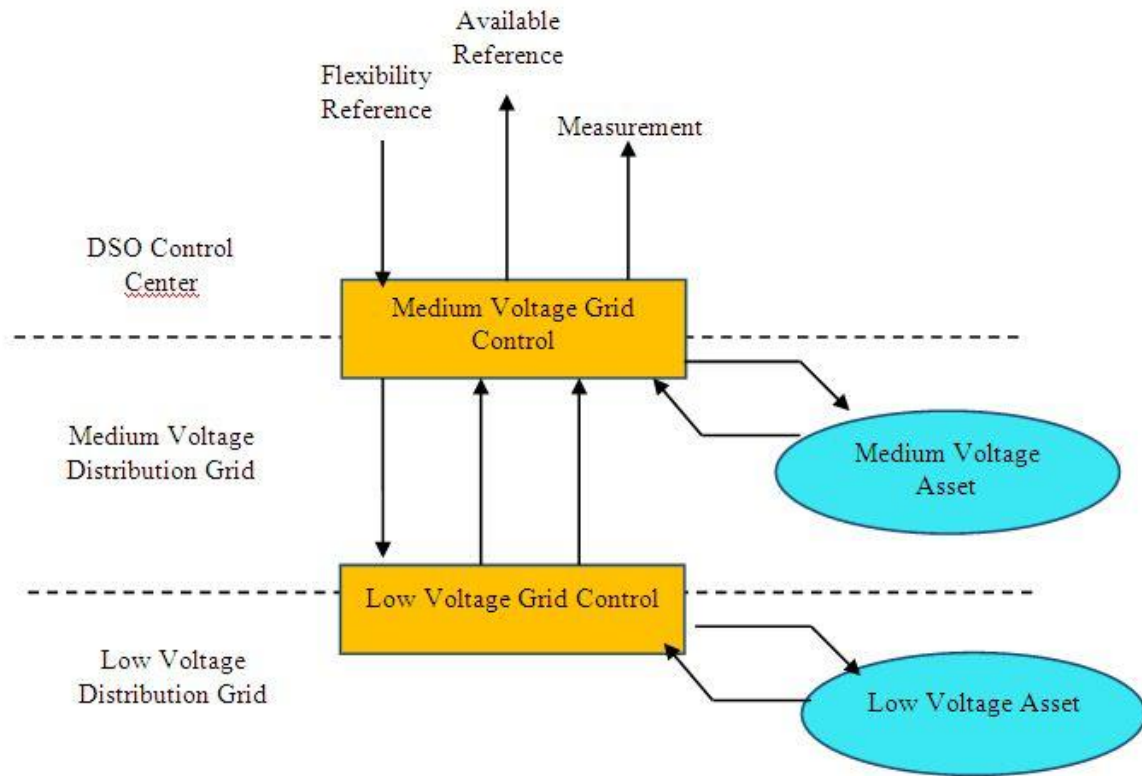 Available
Reference
Flexibility
Reference
Measurement
DSO Control
Center
Medium Voltage Grid
Control
Medium Voltage
Distribution Grid
Medium Voltage
Asset
Low Voltage Grid Control
Low Voltage
Distribution Grid
Low Voltage Asset